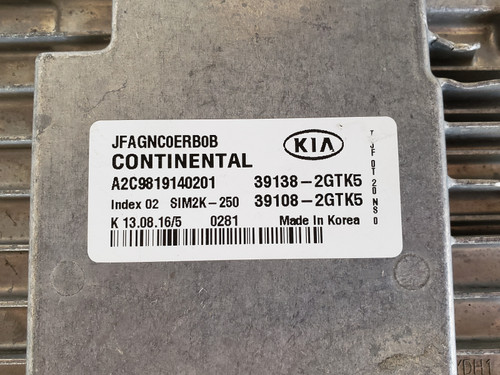 JFAGNC0ERB0B
CONTINENTAL
KIA
A2C9819140201 39138-2GTK5
Index 02 SIM2K-250 39108-2GTK5
K 13.08.16/5 0281 Made In Korea